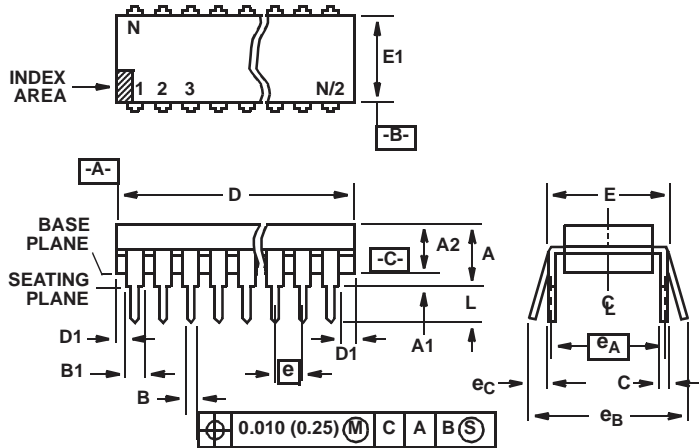 N
E1
INDEX
AREA
1 2 3 N/2
-B-
-A-
D
E
BASE
PLANE
A2
A
-C-
SEATING
PLANE
L
D1
A1
D1
B1
e
B
eA
eC
C
eB
0.010 (0.25) M C A B S
CL